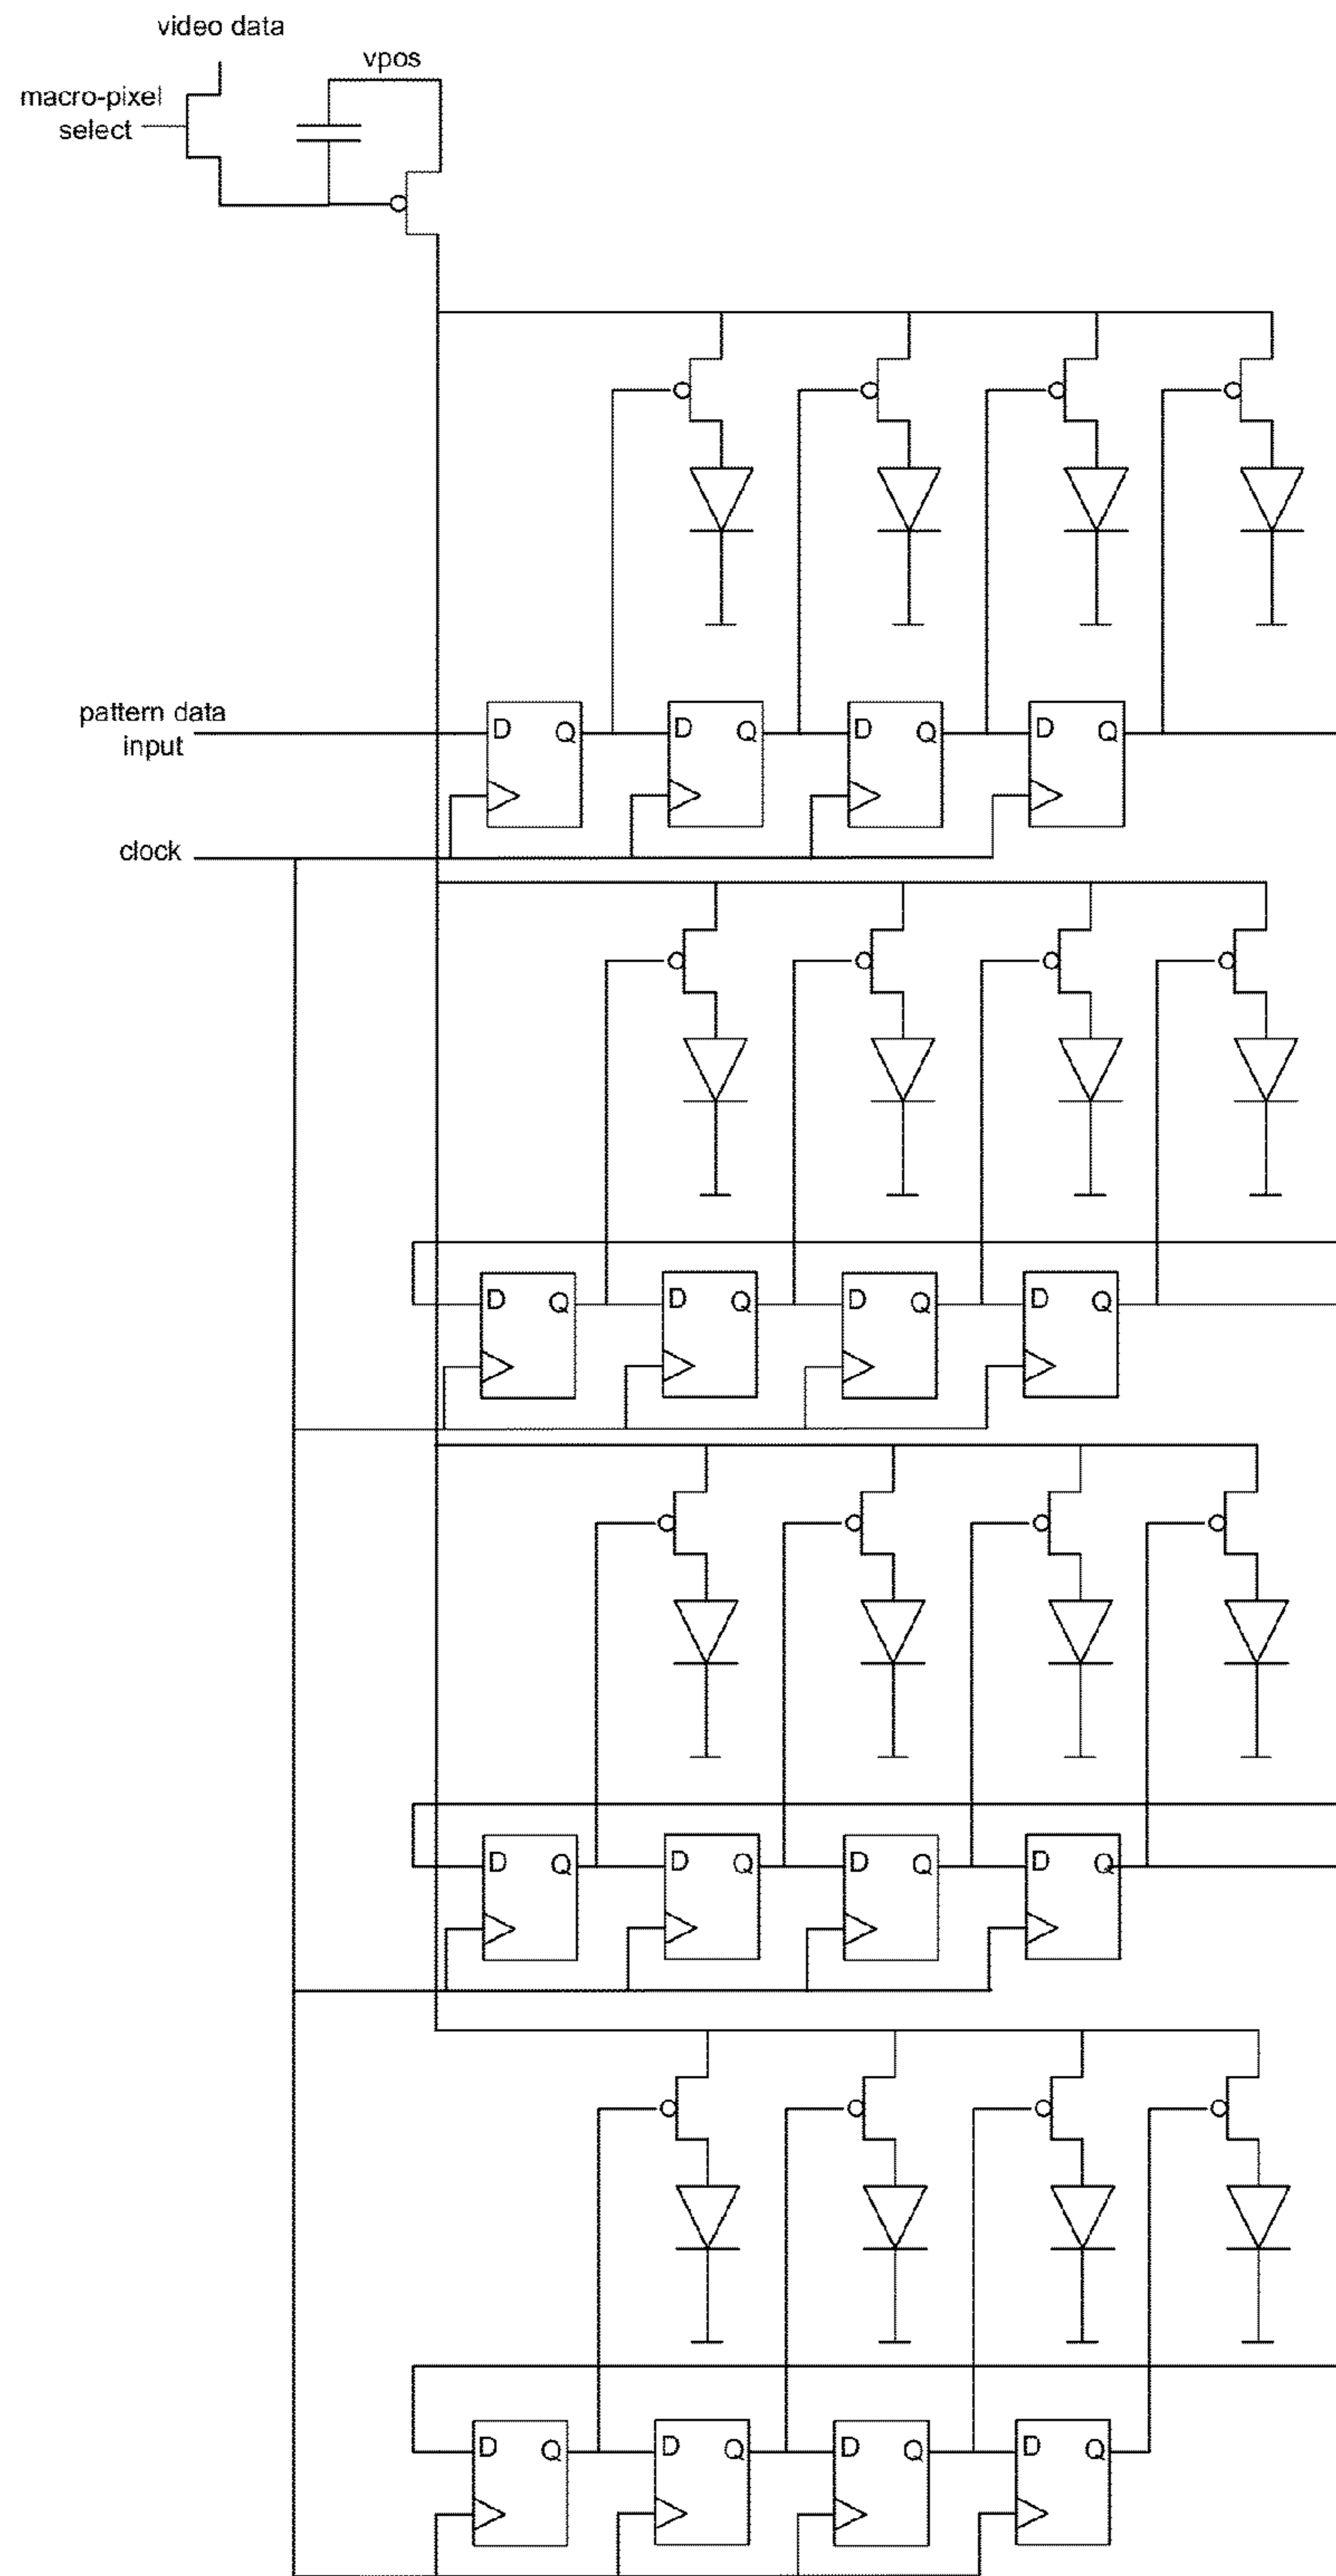 video data
vpos
macro-pixel
select
pattern data
input
D Q D Q D Q D Q
clock
D Q D Q D Q D Q
D Q D Q D Q D Q
D Q D Q D Q D Q